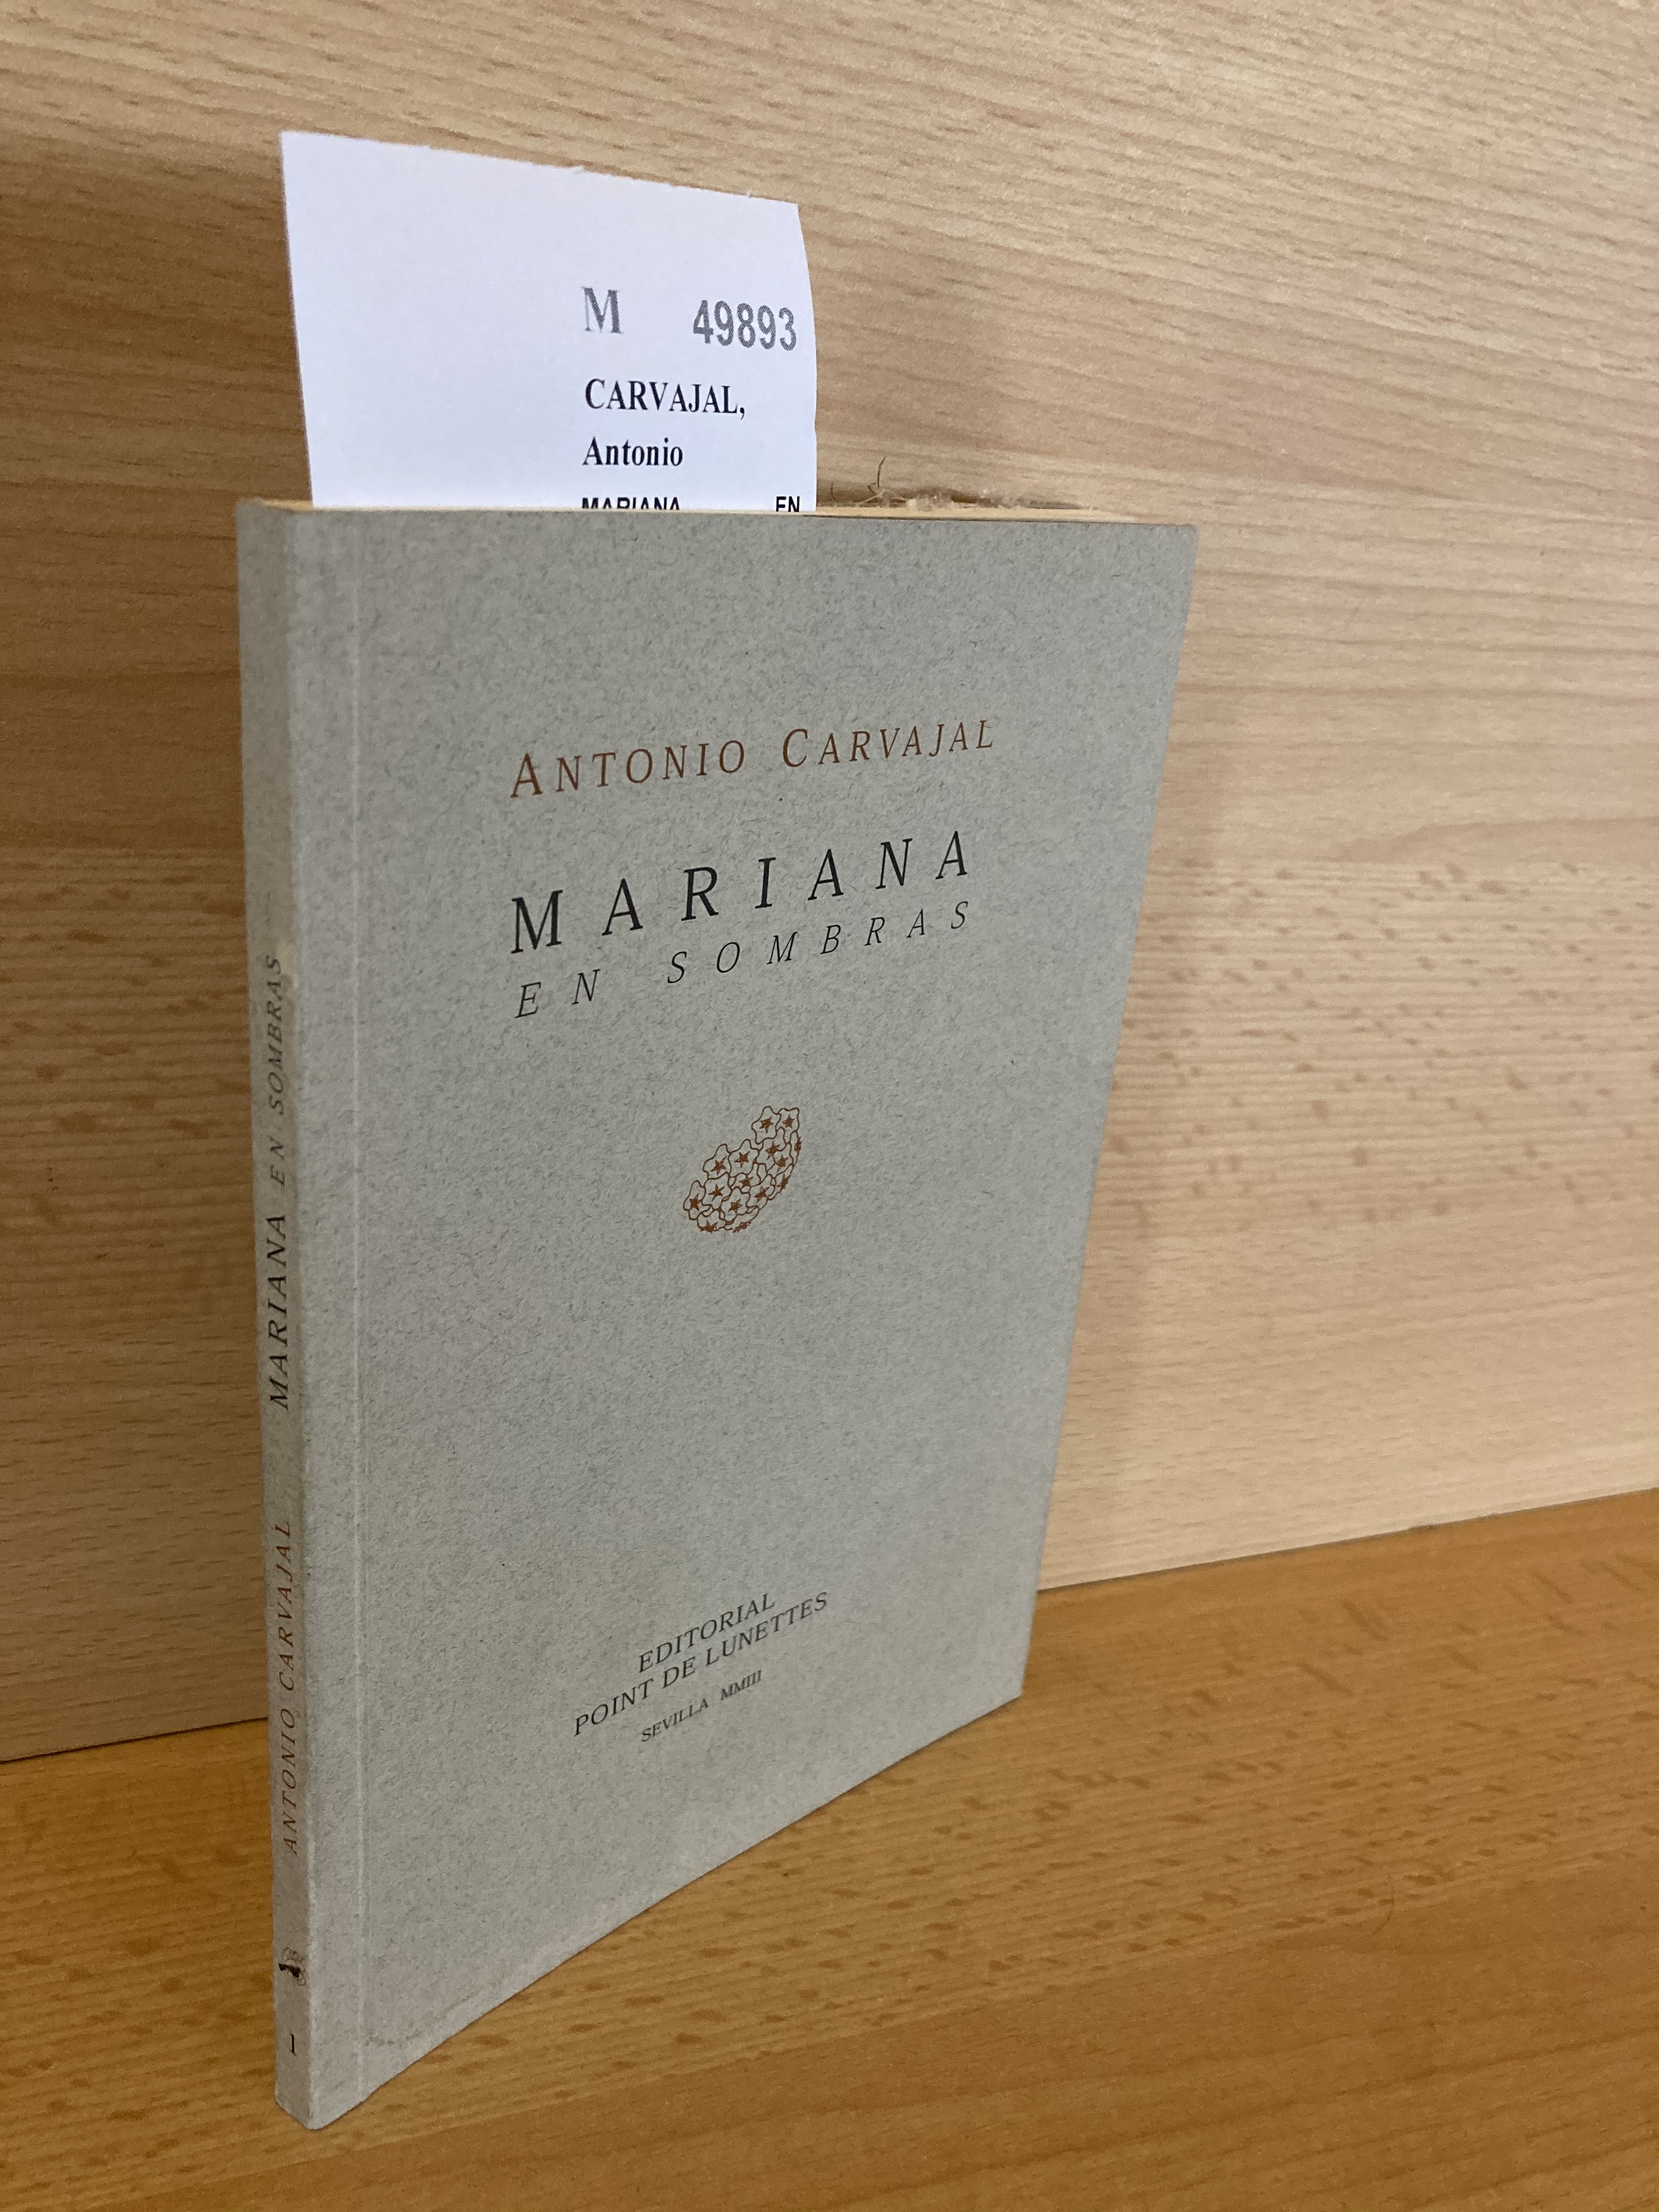 M 49893
CARVAJAL,
Antonio
MARIANA EN
ANTONIO CARVAJAL
MARIANA
EN SOMBRAS
EDITORIAL
POINT DE LUNETTES
SEVILLA MMIII
1 ANTONIO CARVAJAL MARIANA EN SOMBRAS